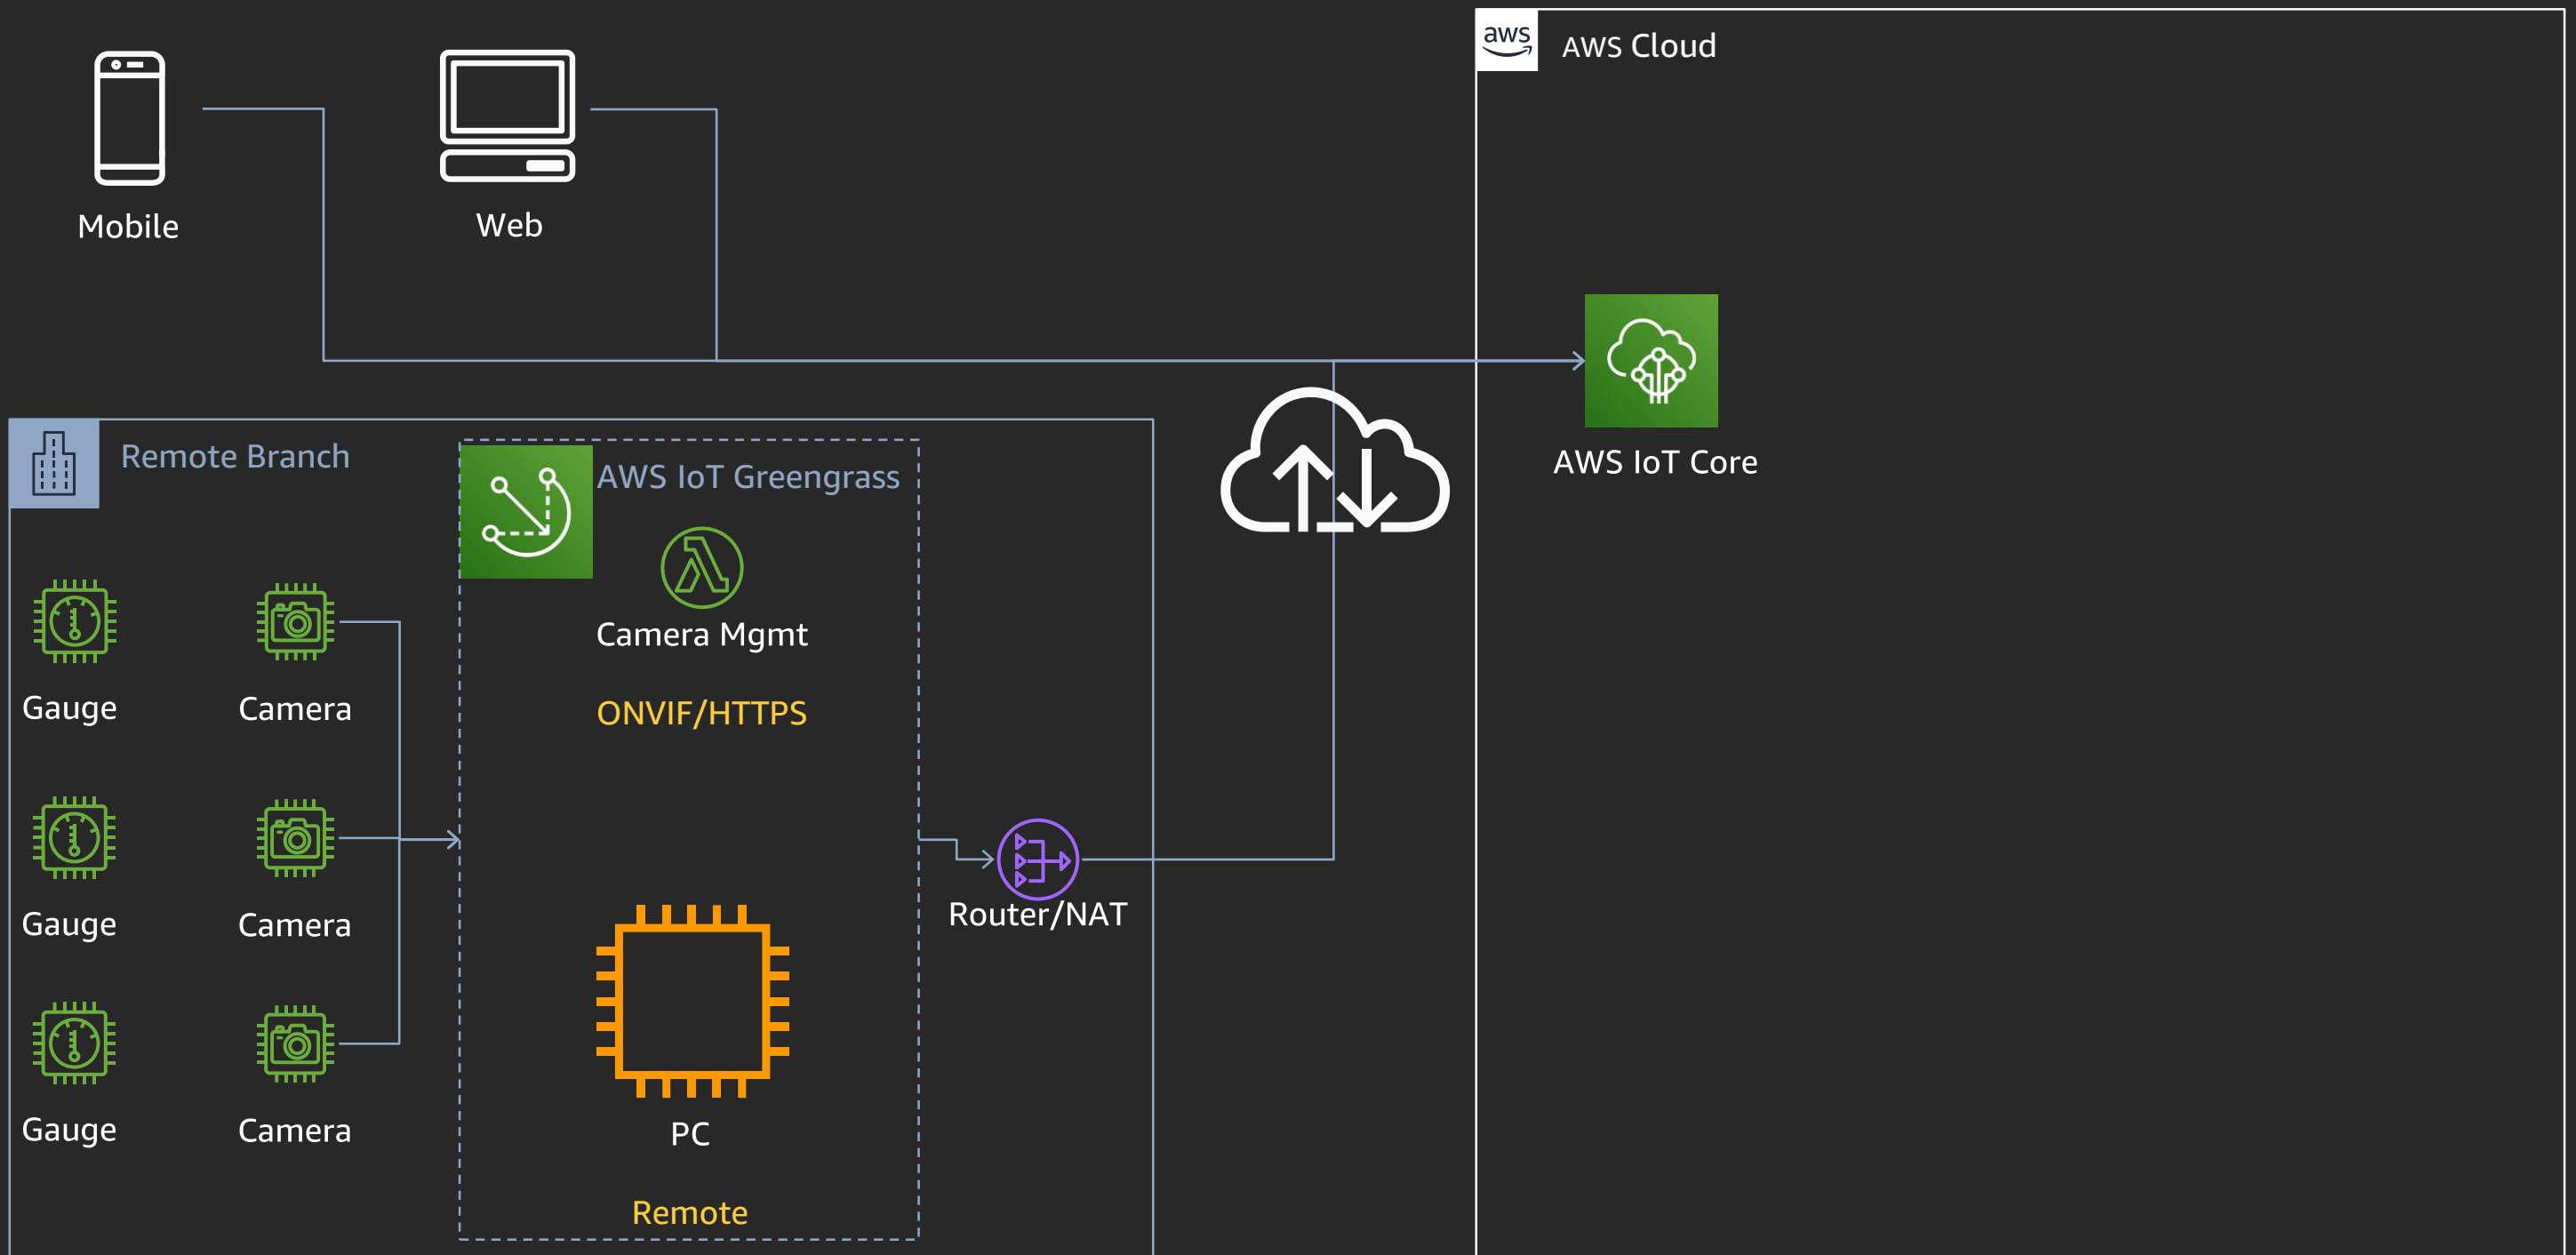 aws
AWS Cloud
Mobile
Web
AWS IoT Core
Remote Branch
AWS IoT Greengrass
Camera Mgmt
ONVIF/HTTPS
Gauge
Camera
Gauge
Camera
Router/NAT
Gauge
Camera
PC
Remote